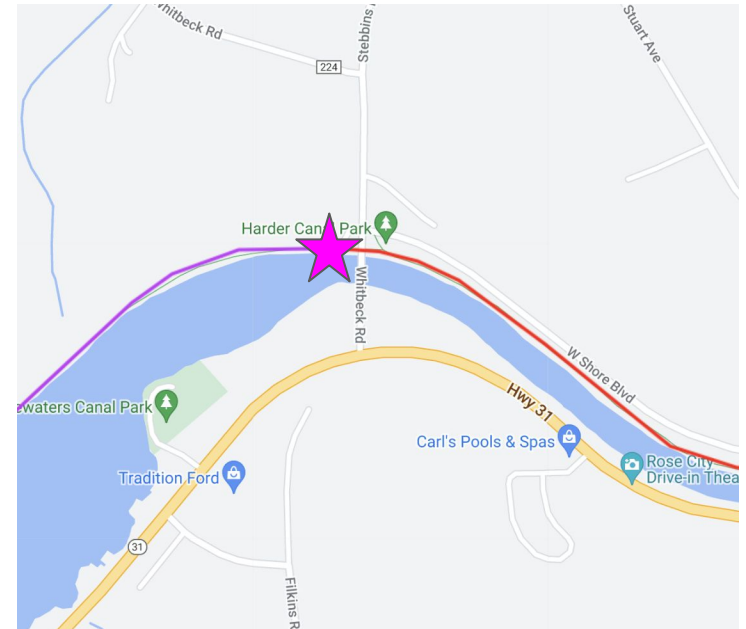 Whitbeck Rd
Stebbins
Stuart Ave
224
Harder Canal Park
Whitbeck Rd
W Shore Blvd
Hwy 31
ewaters Canal Park
Carl's Pools & Spas
Rose City
Drive-in Thea
Tradition Ford
31
Filkins R